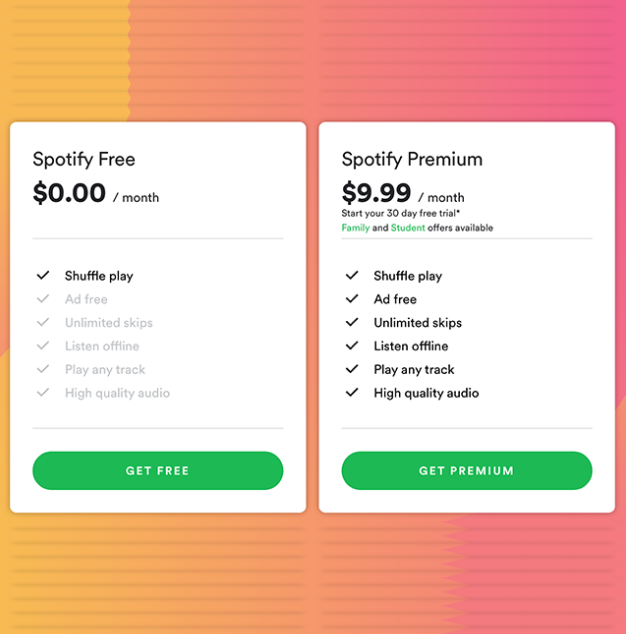 Spotify Free
$0.00 / month
Shuffle play
Ad free
Unlimited skips
Listen offline
Play any track
High quality audio
GET FREE
Spotify Premium
$9.99 / month
Start your 30 day free trial*
Family and Student offers available
Shuffle play
Ad free
Unlimited skips
Listen offline
Play any track
High quality audio
GET PREMIUM